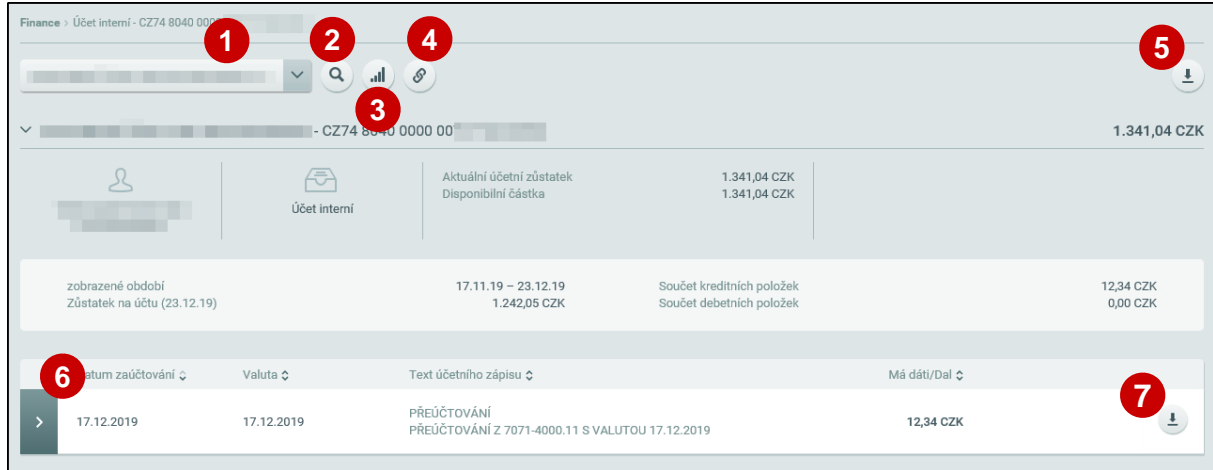 Finance › Účet interní - CZ74 8040 000
1
2
4
5
3
- CZ74 8040 0000 00
1.341,04 CZK
Účet interní
Aktuální účetní zůstatek 1.341,04 CZK
Disponibilní částka 1.341,04 CZK
zobrazené období 17.11.19 – 23.12.19 Součet kreditních položek 12,34 CZK
Zůstatek na účtu (23.12.19) 1.242,05 CZK Součet debetních položek 0,00 CZK
6
atum zaúčtování Valuta Text účetního zápisu Má dáti/Dal
7
17.12.2019 17.12.2019 PŘEÚČTOVÁNÍ 12,34 CZK
PŘEÚČTOVÁNÍ Z 7071-4000.11 S VALUTOU 17.12.2019